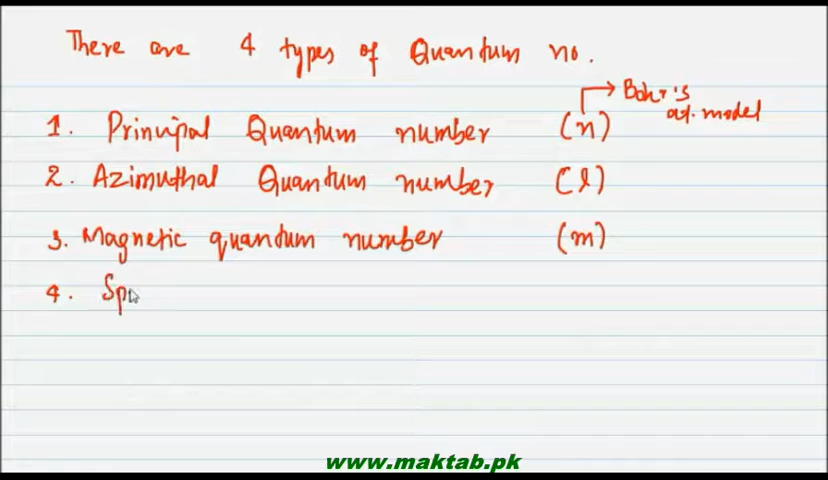 There are 4 types of Quantum no.
1. Principal Quantum number (n) → Bohr's at. model
2. Azimuthal Quantum number (l)
3. Magnetic quantum number (m)
4. Sp
www.maktab.pk